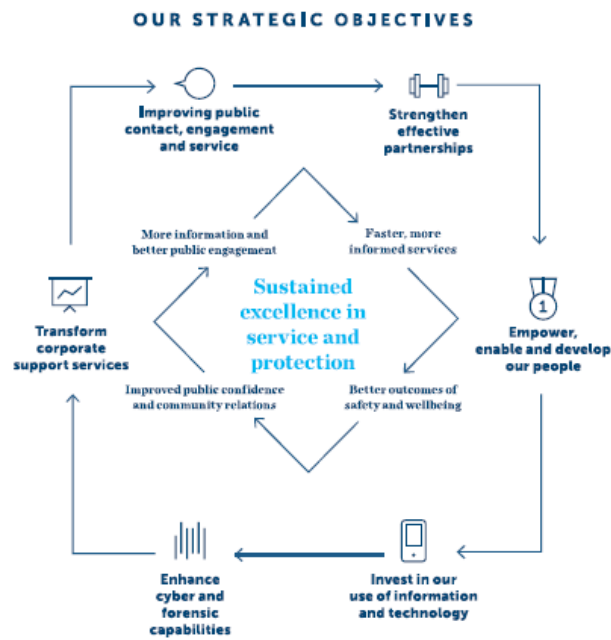 OUR STRATEGIC OBJECTIVES
Improving public
contact, engagement
and service
Strengthen
effective
partnerships
More information and
better public engagement
Faster, more
informed services
Sustained
excellence in
service and
protection
Transform
corporate
support services
1
Empower,
enable and develop
our people
Improved public confidence
and community relations
Better outcomes of
safety and wellbeing
Enhance
cyber and
forensic
capabilities
Invest in our
use of information
and technology